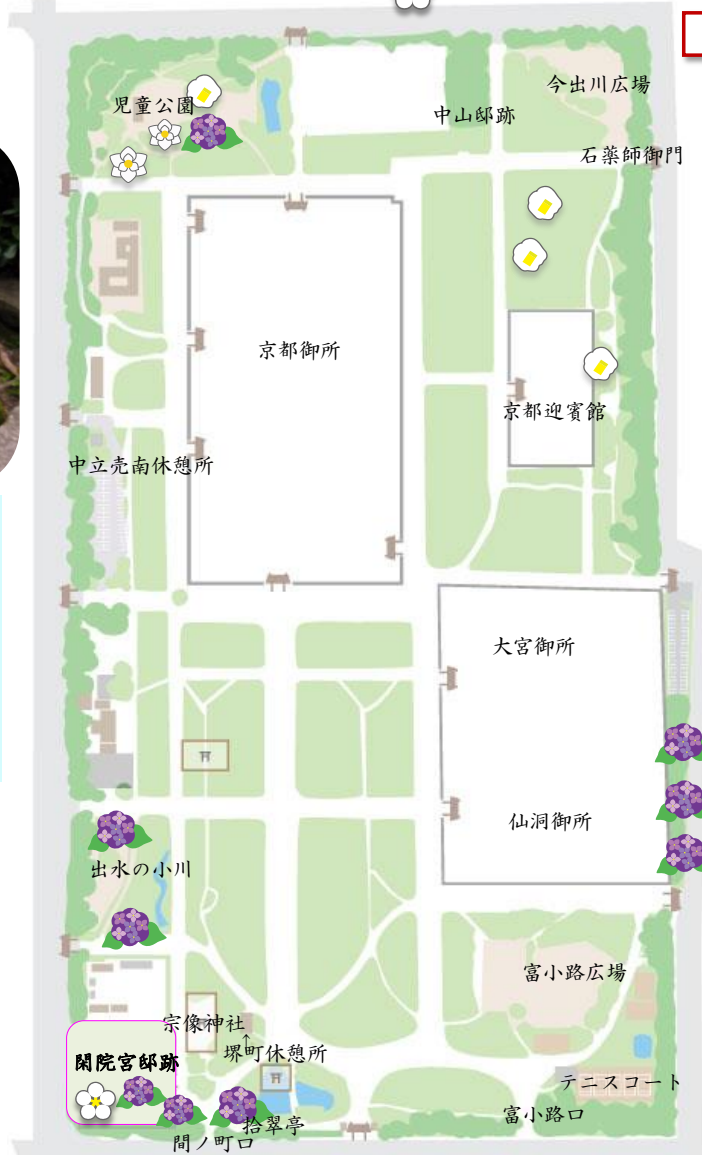 今出川広場
児童公園
中山邸跡
石薬師御門
京都御所
京都迎賓館
中立売南休憩所
大宮御所
仙洞御所
出水の小川
富小路広場
宗像神社
↑
堺町休憩所
閑院宮邸跡
テニスコート
富小路口
拾翠亭
間ノ町口